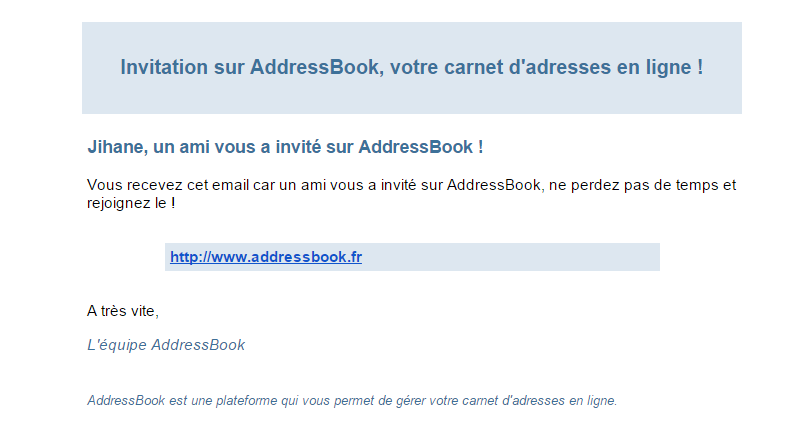 Invitation sur AddressBook, votre carnet d'adresses en ligne !
Jihane, un ami vous a invité sur AddressBook !
Vous recevez cet email car un ami vous a invité sur AddressBook, ne perdez pas de temps et
rejoignez le !
http://www.addressbook.fr
A très vite,
L'équipe AddressBook
AddressBook est une plateforme qui vous permet de gérer votre carnet d'adresses en ligne.